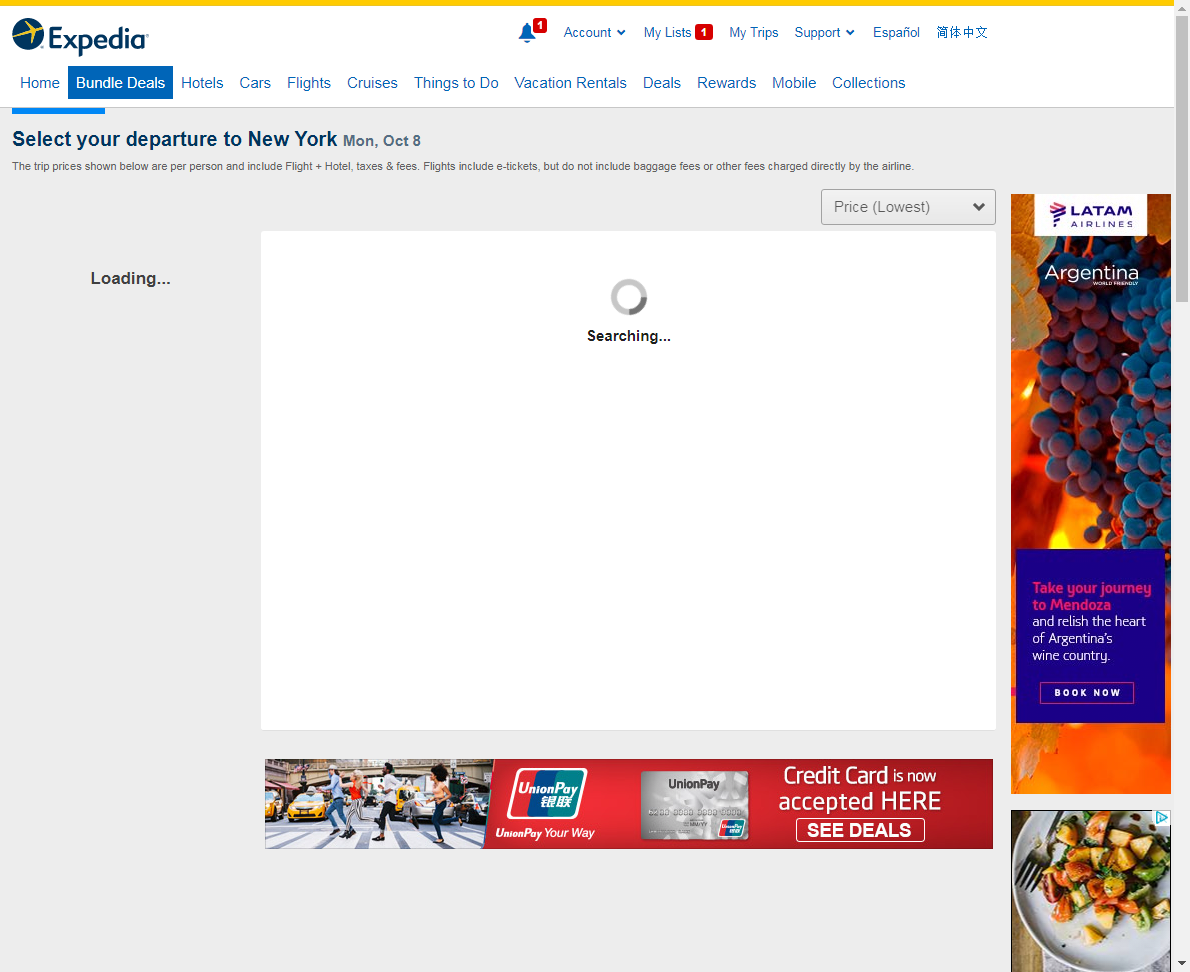 Expedia
1
Account
My Lists 1
My Trips
Support
Español
简体中文
Home
Bundle Deals
Hotels
Cars
Flights
Cruises
Things to Do
Vacation Rentals
Deals
Rewards
Mobile
Collections
Select your departure to New York Mon, Oct 8
The trip prices shown below are per person and include Flight + Hotel, taxes & fees. Flights include e-tickets, but do not include baggage fees or other fees charged directly by the airline.
Price (Lowest)
Loading...
Searching...
LATAM
AIRLINES
Argentina
WORLD FRIENDLY
Take your journey
to Mendoza
and relish the heart
of Argentina's
wine country.
BOOK NOW
UnionPay
银联
UnionPay Your Way
UnionPay
Credit Card is now
accepted HERE
SEE DEALS